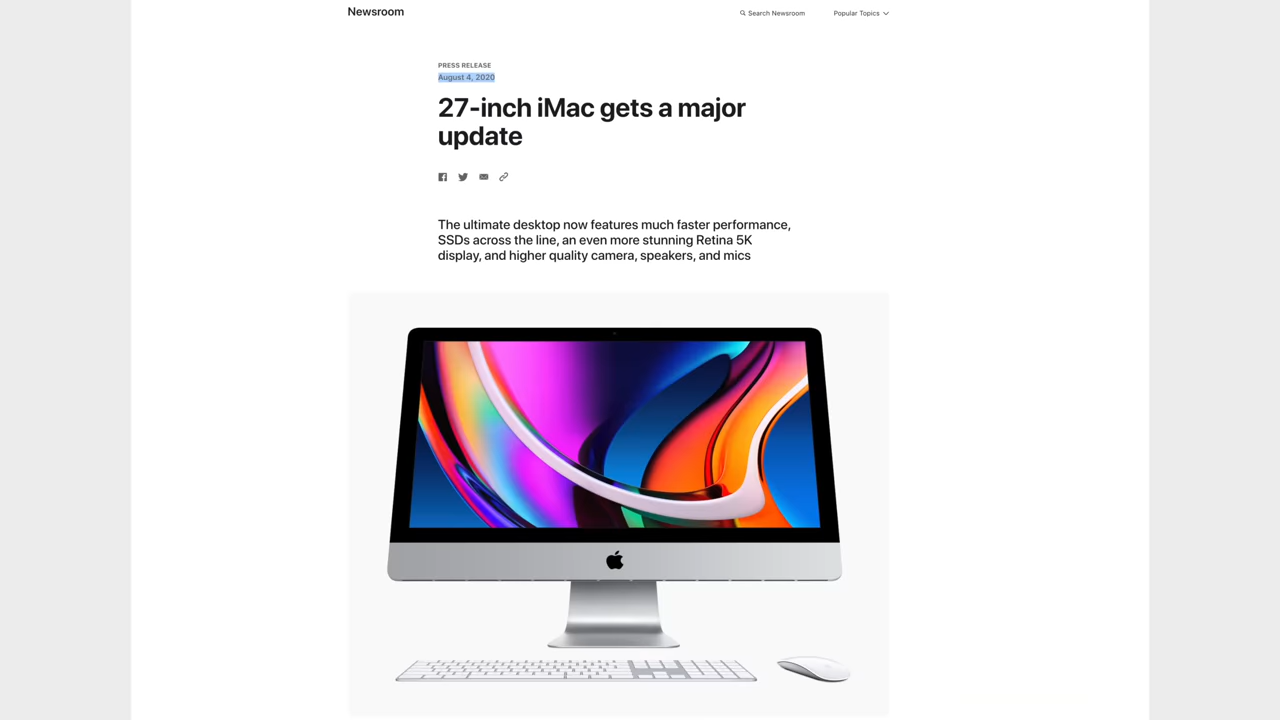 Newsroom
Search Newsroom
Popular Topics
PRESS RELEASE
August 4, 2020
27-inch iMac gets a major
update
The ultimate desktop now features much faster performance,
SSDs across the line, an even more stunning Retina 5K
display, and higher quality camera, speakers, and mics